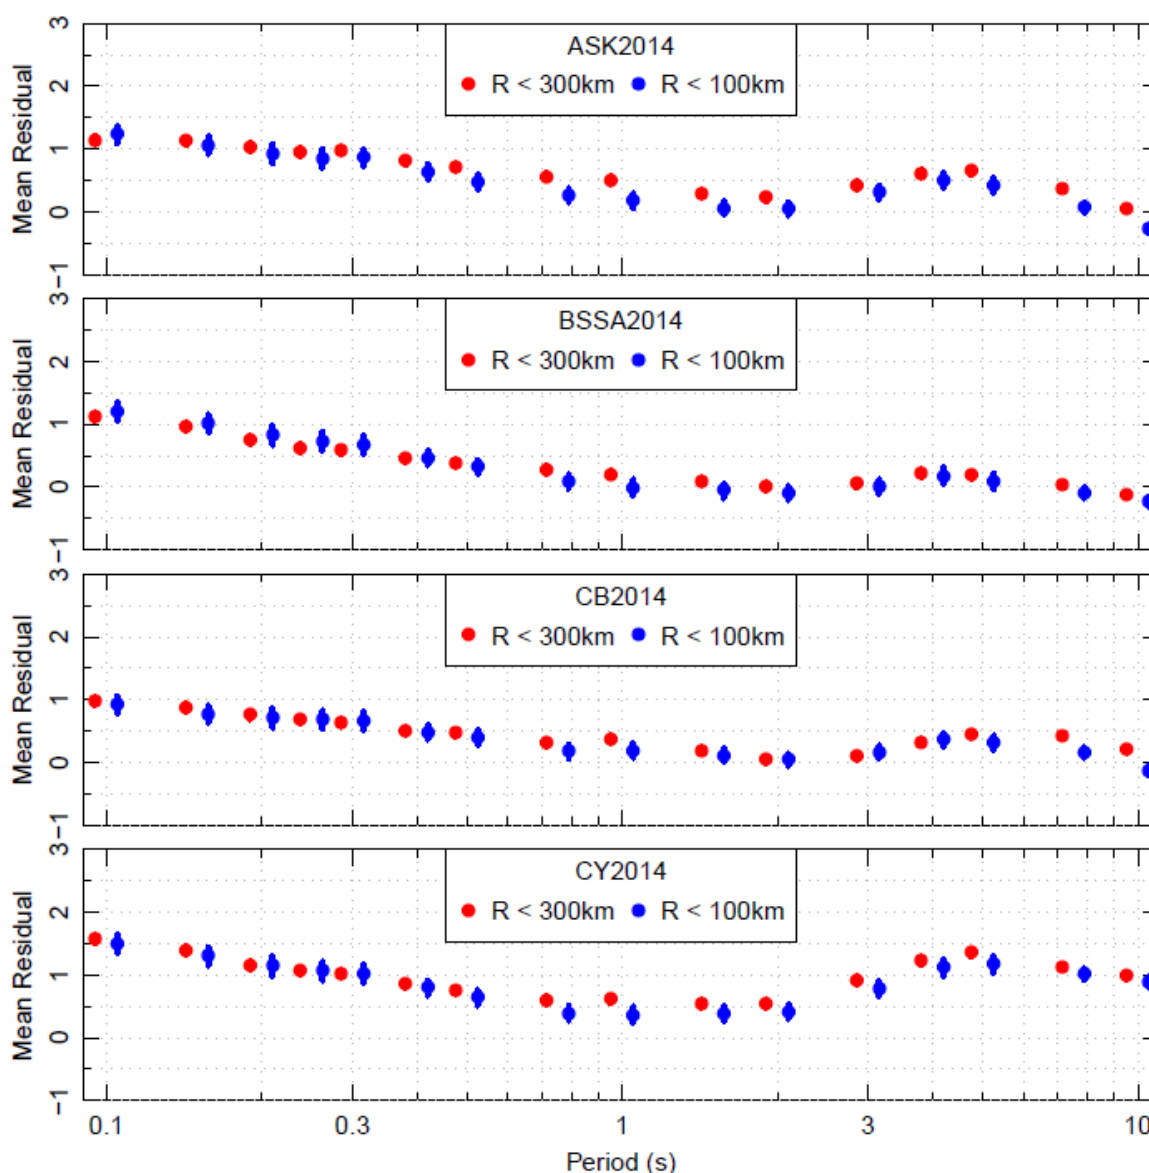 ASK2014
R < 300km R < 100km
Mean Residual
3
2
1
0
−1
BSSA2014
R < 300km R < 100km
Mean Residual
3
2
1
0
−1
CB2014
R < 300km R < 100km
Mean Residual
3
2
1
0
−1
CY2014
R < 300km R < 100km
Mean Residual
3
2
1
0
−1
0.1 0.3 1 3 10
Period (s)